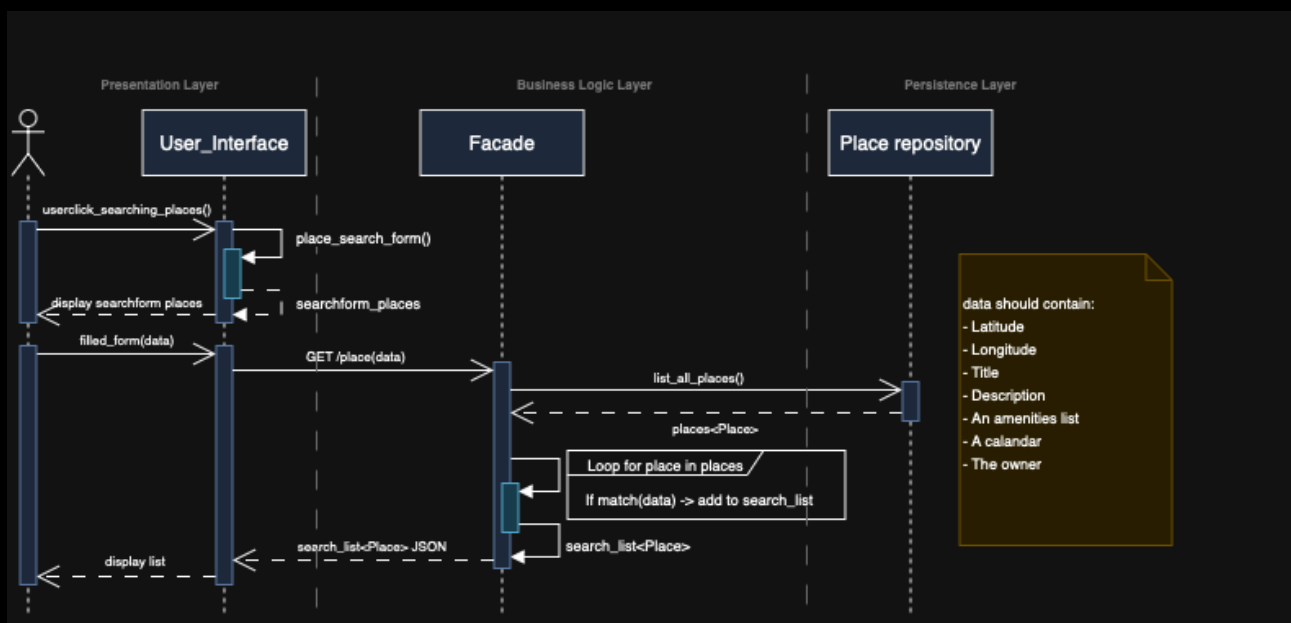 Presentation Layer
Business Logic Layer
Persistence Layer
User_Interface
Facade
Place repository
userclick_searching_places()
place_search_form()
searchform_places
display searchform places
filled_form(data)
GET /place(data)
list_all_places()
places<Place>
Loop for place in places
If match(data) -> add to search_list
search_list<Place>
search_list<Place> JSON
display list
data should contain:
- Latitude
- Longitude
- Title
- Description
- An amenities list
- A calandar
- The owner